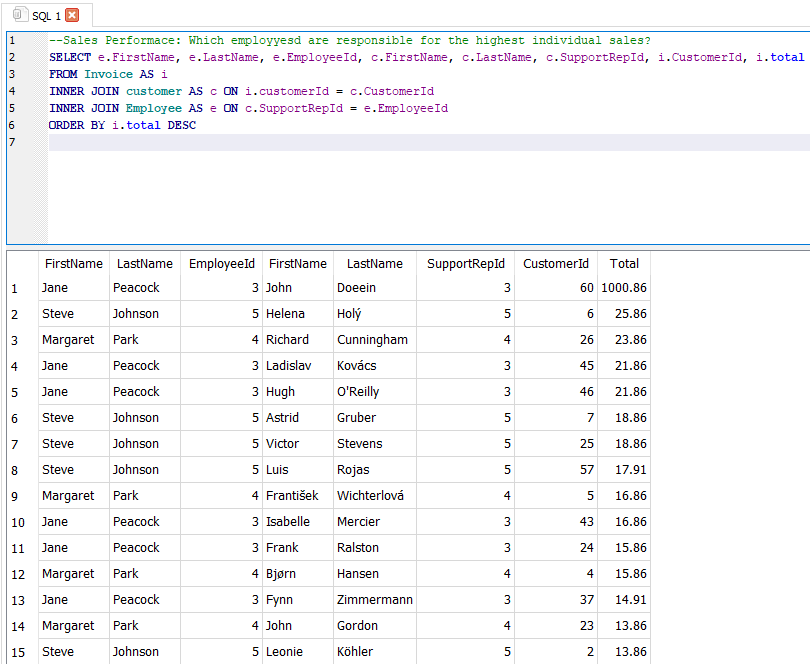 SQL 1
1 --Sales Performace: Which employyesd are responsible for the highest individual sales?
2 SELECT e.FirstName, e.LastName, e.EmployeeId, c.FirstName, c.LastName, c.SupportRepId, i.CustomerId, i.total
3 FROM Invoice AS i
4 INNER JOIN customer AS c ON i.customerId = c.CustomerId
5 INNER JOIN Employee AS e ON c.SupportRepId = e.EmployeeId
6 ORDER BY i.total DESC
7
FirstName LastName EmployeeId FirstName LastName SupportRepId CustomerId Total
1 Jane Peacock 3 John Doeein 3 60 1000.86
2 Steve Johnson 5 Helena Holý 5 6 25.86
3 Margaret Park 4 Richard Cunningham 4 26 23.86
4 Jane Peacock 3 Ladislav Kovács 3 45 21.86
5 Jane Peacock 3 Hugh O'Reilly 3 46 21.86
6 Steve Johnson 5 Astrid Gruber 5 7 18.86
7 Steve Johnson 5 Victor Stevens 5 25 18.86
8 Steve Johnson 5 Luis Rojas 5 57 17.91
9 Margaret Park 4 František Wichterlová 4 5 16.86
10 Jane Peacock 3 Isabelle Mercier 3 43 16.86
11 Jane Peacock 3 Frank Ralston 3 24 15.86
12 Margaret Park 4 Bjørn Hansen 4 4 15.86
13 Jane Peacock 3 Fynn Zimmermann 3 37 14.91
14 Margaret Park 4 John Gordon 4 23 13.86
15 Steve Johnson 5 Leonie Köhler 5 2 13.86